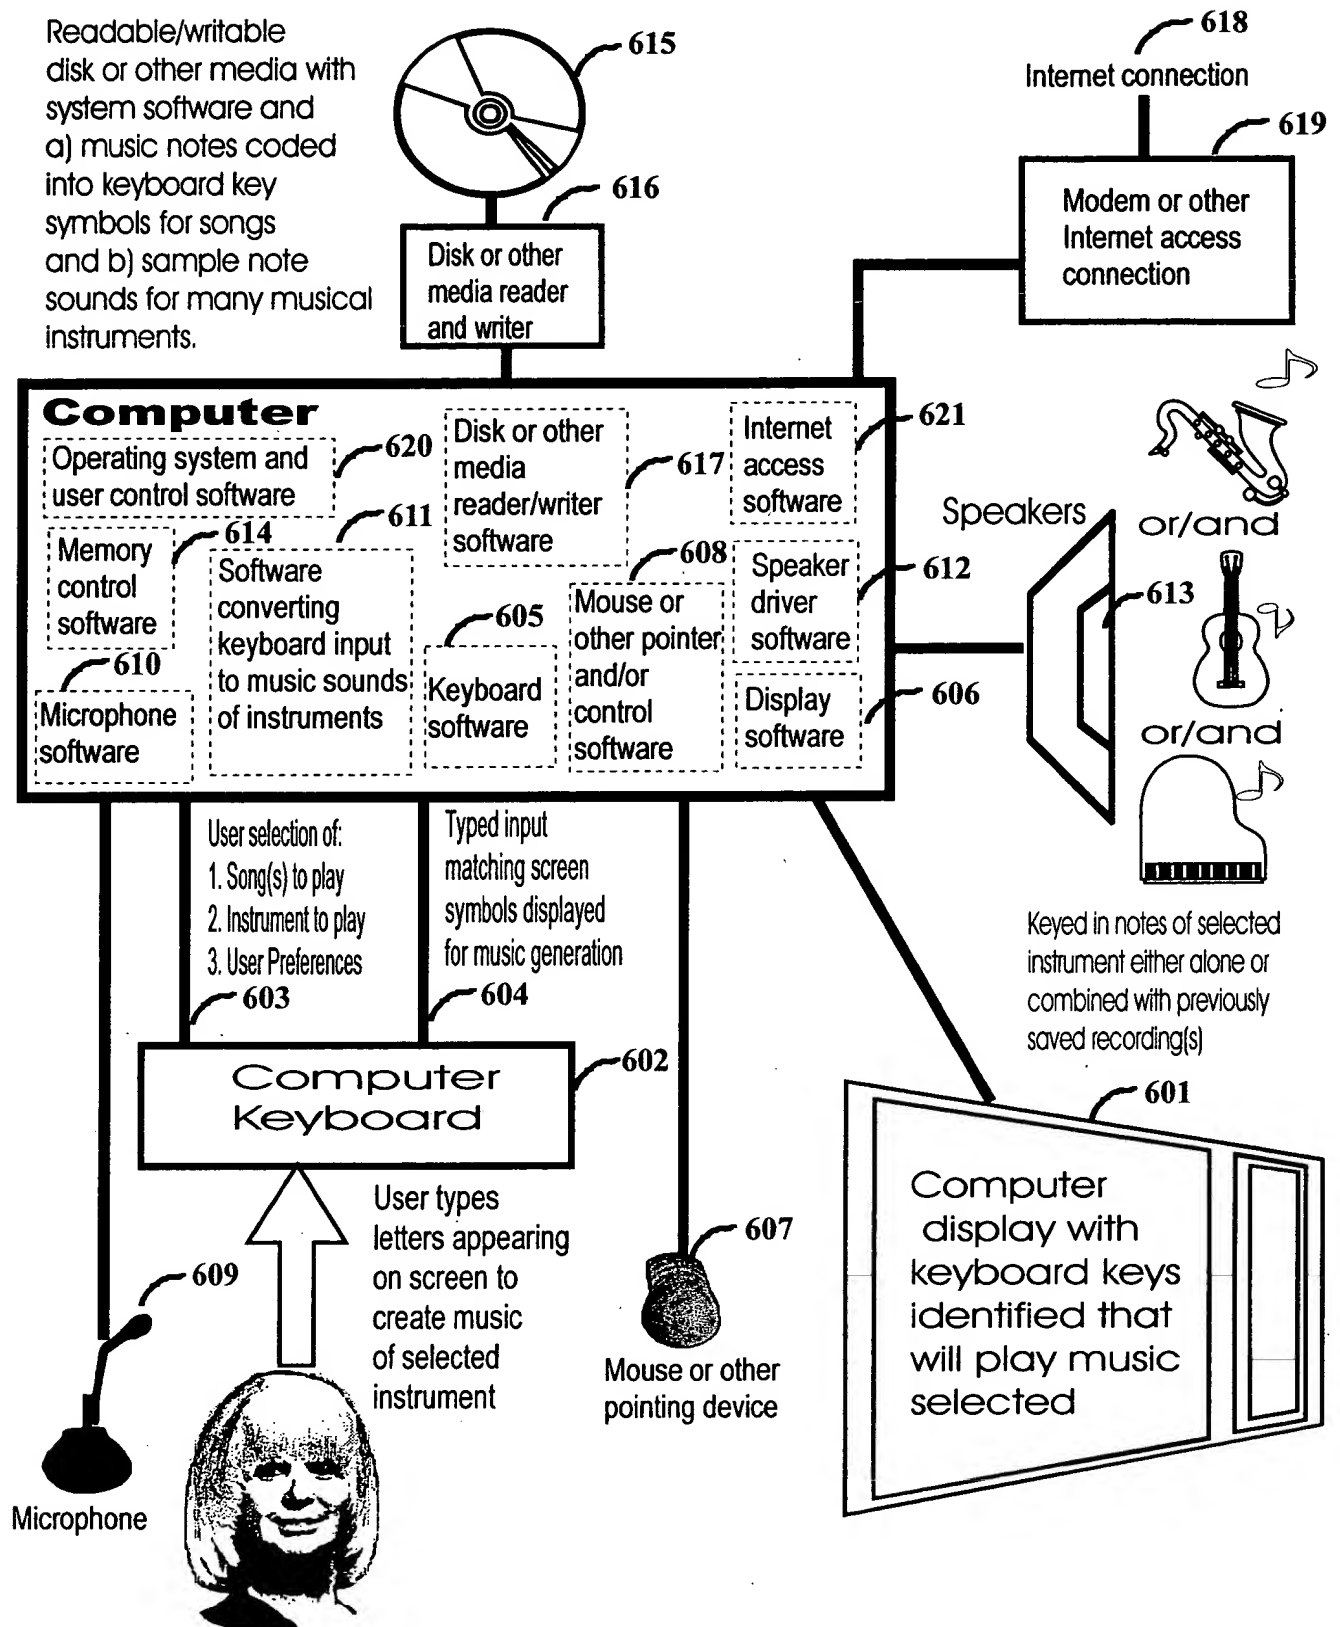 Readable/writable
disk or other media with
system software and
a) music notes coded
into keyboard key
symbols for songs
and b) sample note
sounds for many musical
instruments.
615
616
Disk or other
media reader
and writer
618
Internet connection
619
Modem or other
Internet access
connection
Computer
Operating system and
user control software
620
Memory
control
software
614
611
Software
converting
keyboard input
to music sounds
of instruments
610
Microphone
software
Disk or other
media
reader/writer
software
617
605
Keyboard
software
608
Mouse or
other pointer
and/or
control
software
Internet
access
software
621
Speaker
driver
software
612
Display
software
606
Speakers
613
or/and
or/and
Keyed in notes of selected
instrument either alone or
combined with previously
saved recording(s)
User selection of:
1. Song(s) to play
2. Instrument to play
3. User Preferences
603
Typed input
matching screen
symbols displayed
for music generation
604
Computer
Keyboard
602
User types
letters appearing
on screen to
create music
of selected
instrument
609
Microphone
607
Mouse or other
pointing device
601
Computer
display with
keyboard keys
identified that
will play music
selected